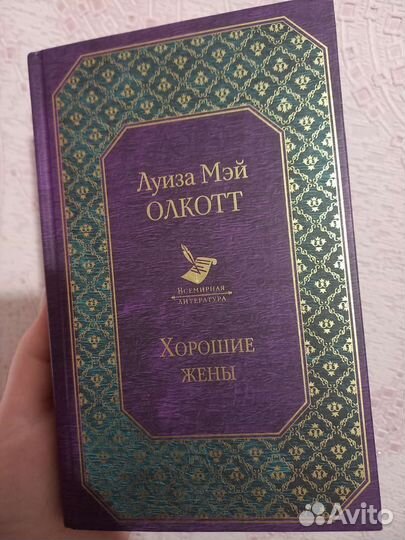 Луиза Мэй
ОЛКОТТ
Всемирная
литература
Хорошие
жены
Avito